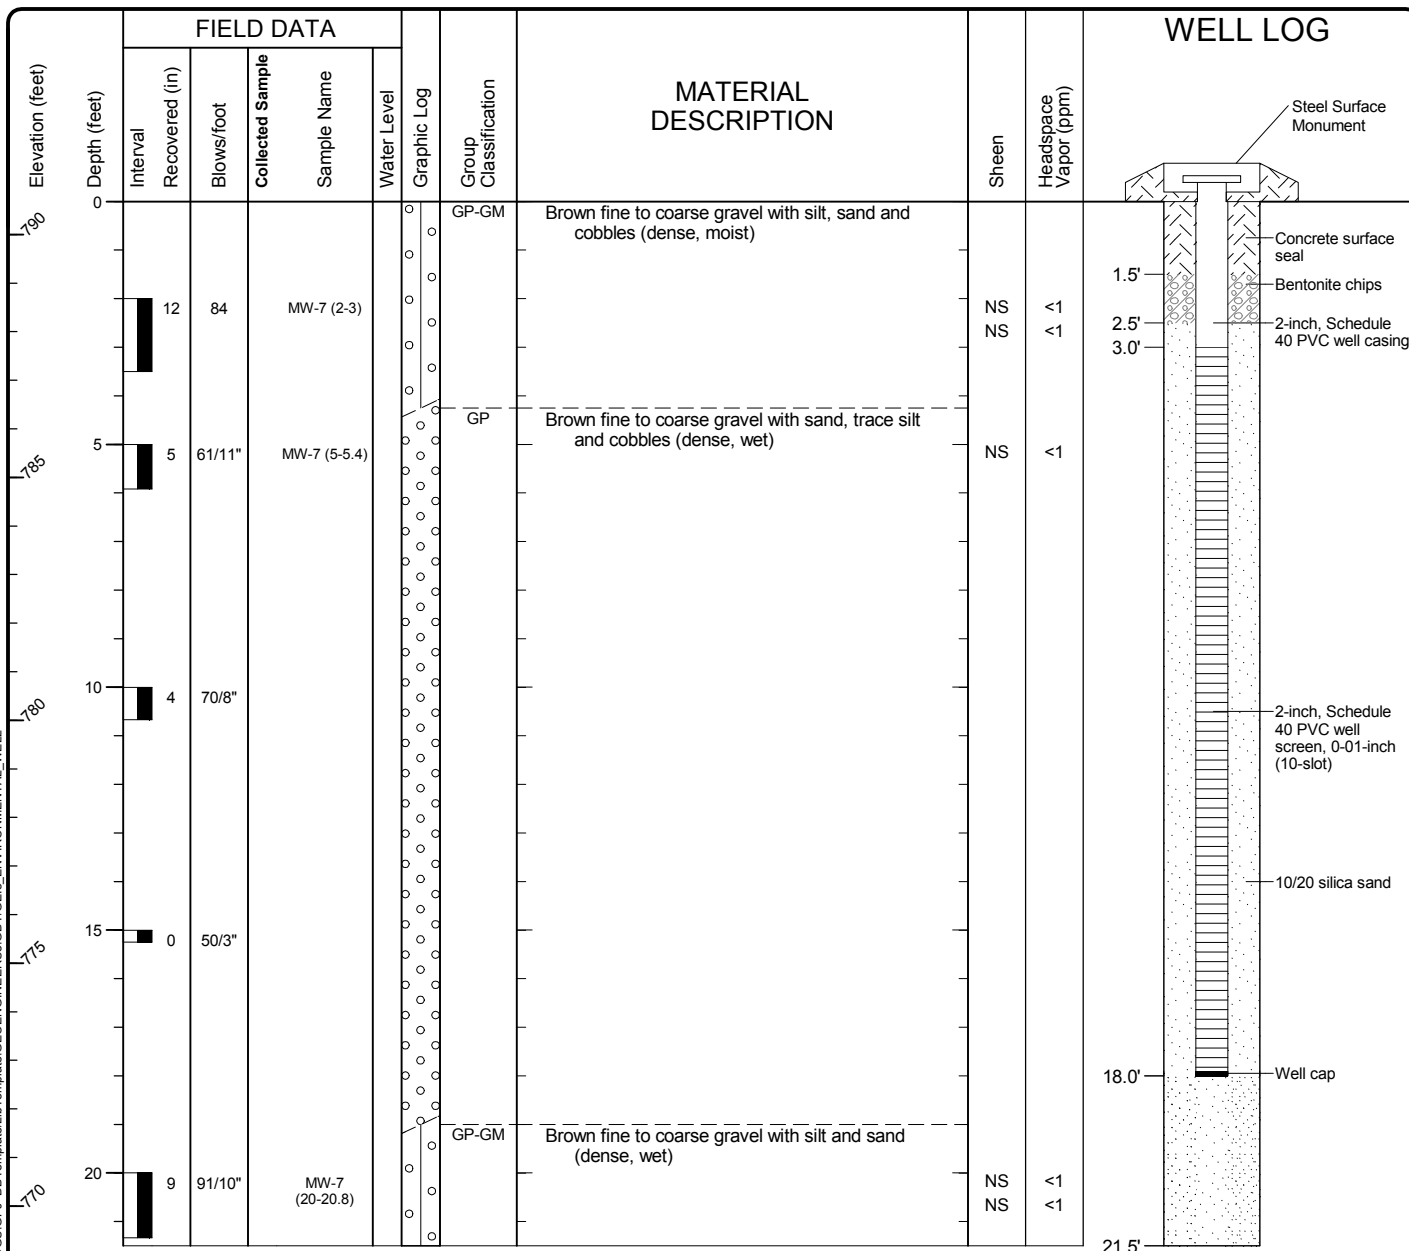 FIELD DATA
WELL LOG
Elevation (feet)
Depth (feet)
Interval
Recovered (in)
Blows/foot
Collected Sample
Sample Name
Water Level
Graphic Log
Group
Classification
MATERIAL
DESCRIPTION
Sheen
Headspace
Vapor (ppm)
Steel Surface
Monument
0
GP-GM
Brown fine to coarse gravel with silt, sand and
cobbles (dense, moist)
790
Concrete surface
seal
1.5'
Bentonite chips
12
84
MW-7 (2-3)
NS
<1
NS
<1
2.5'
2-inch, Schedule
40 PVC well casing
3.0'
GP
Brown fine to coarse gravel with sand, trace silt
and cobbles (dense, wet)
5
5
61/11"
MW-7 (5-5.4)
NS
<1
785
10
4
70/8"
780
2-inch, Schedule
40 PVC well
screen, 0-01-inch
(10-slot)
10/20 silica sand
15
0
50/3"
775
18.0'
Well cap
GP-GM
Brown fine to coarse gravel with silt and sand
(dense, wet)
20
9
91/10"
MW-7
(20-20.8)
NS
<1
NS
<1
770
21.5'